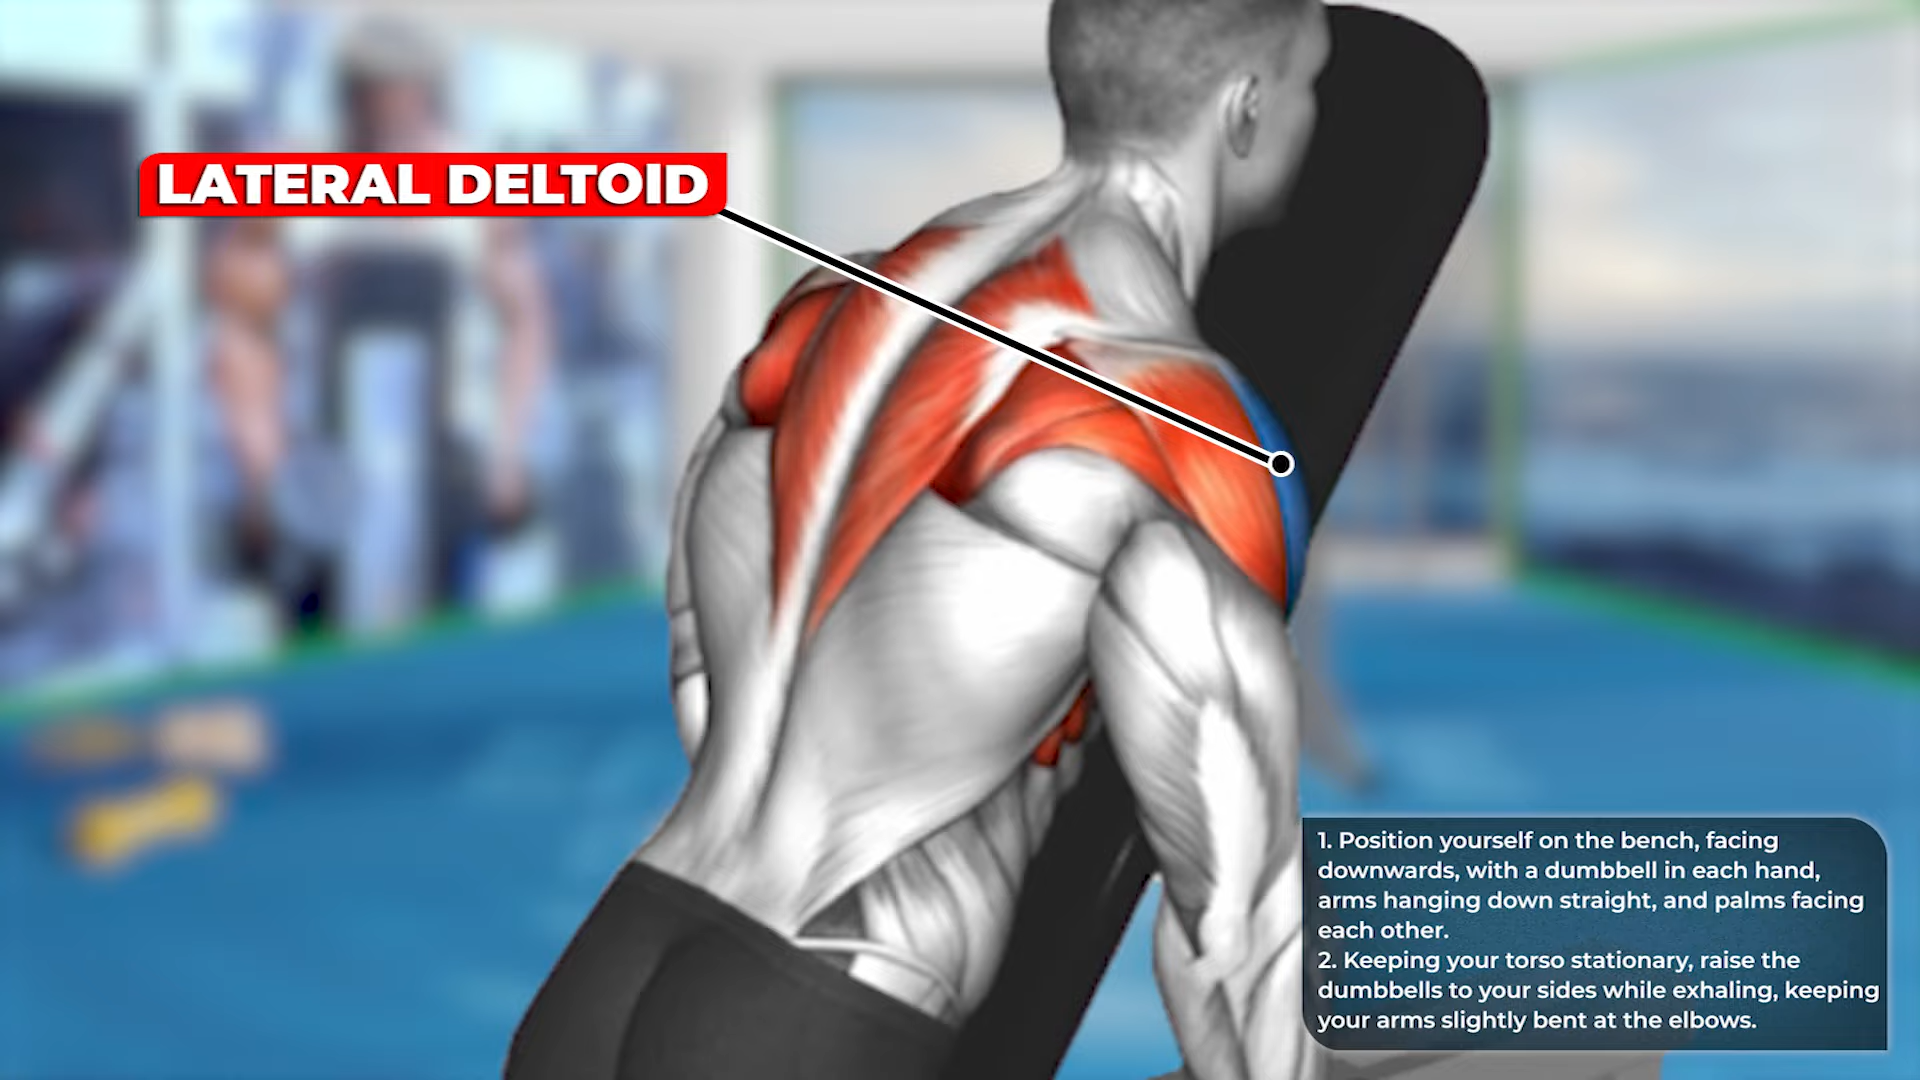 LATERAL DELTOID
1. Position yourself on the bench, facing
downwards, with a dumbbell in each hand,
arms hanging down straight, and palms facing
each other.
2. Keeping your torso stationary, raise the
dumbbells to your sides while exhaling, keeping
your arms slightly bent at the elbows.